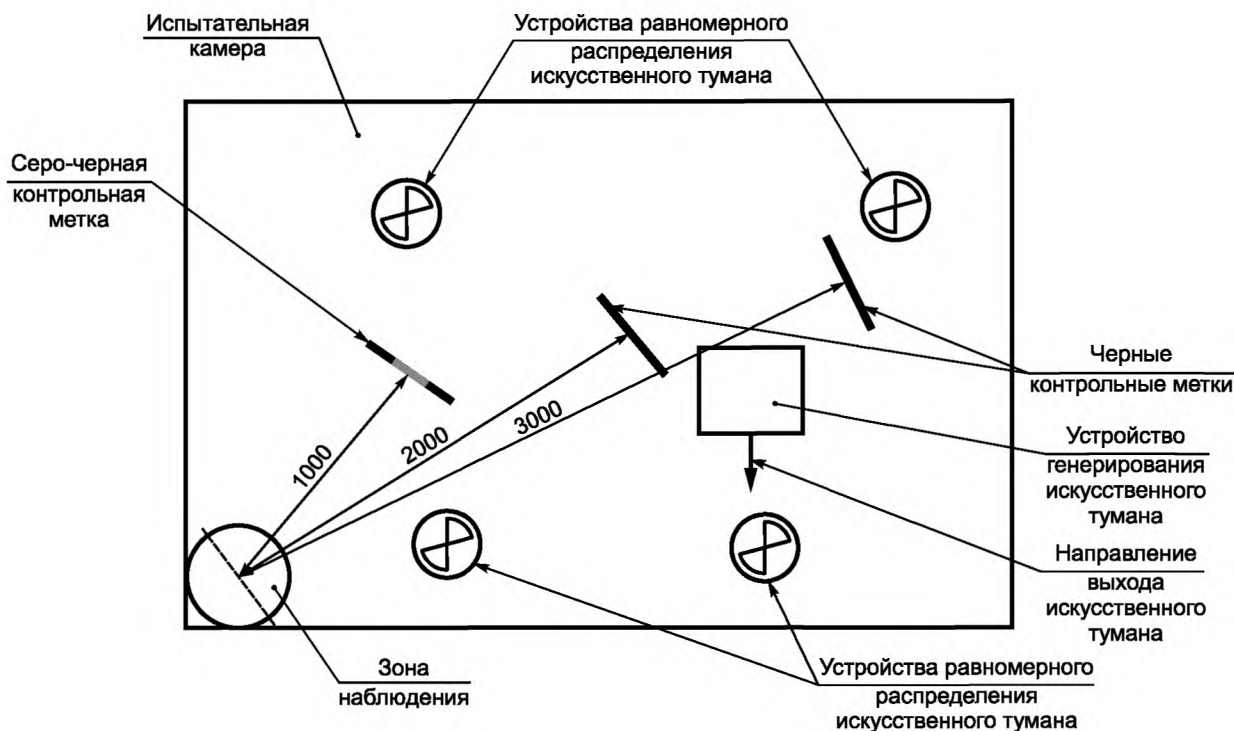 Испытательная
камера
Устройства равномерного
распределения
искусственного тумана
Серо-черная
контрольная
метка
1000
2000
3000
Черные
контрольные метки
Устройство
генерирования
искусственного
тумана
Направление
выхода
искусственного
тумана
Зона
наблюдения
Устройства равномерного
распределения
искусственного тумана